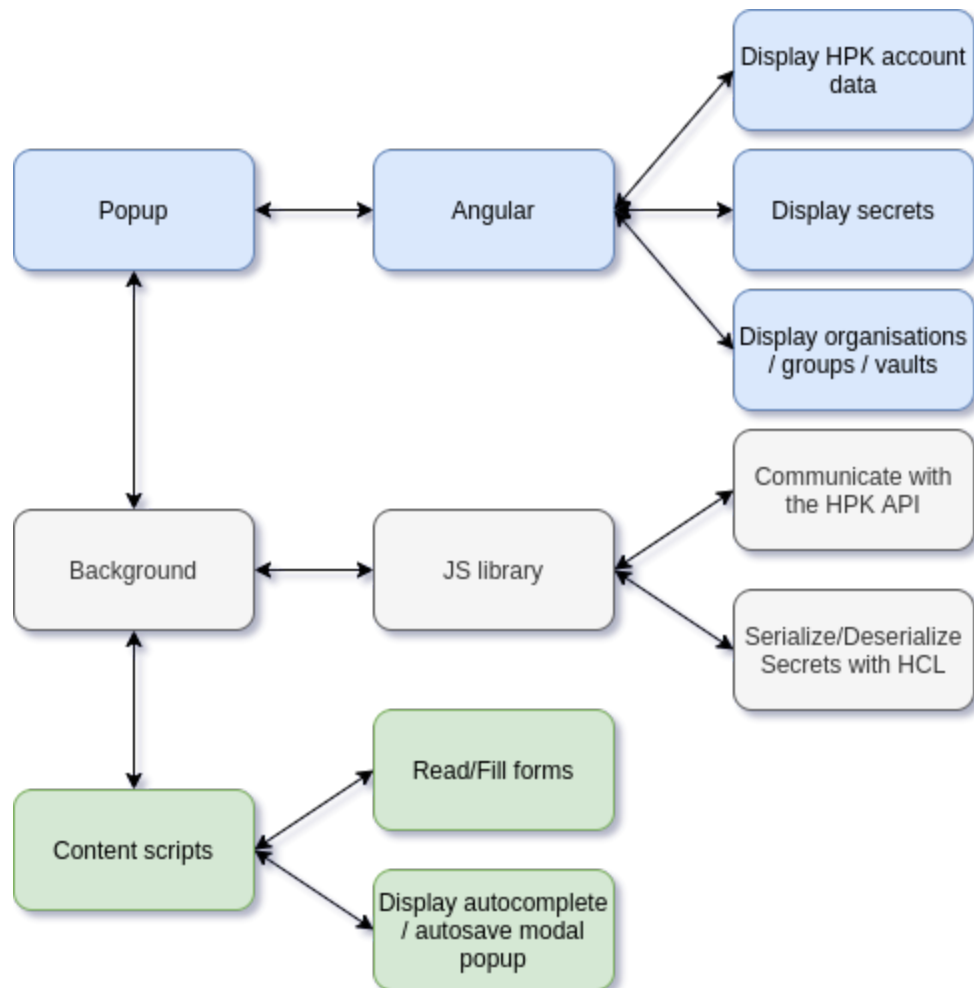 Display HPK account
data
Popup
Angular
Display secrets
Display organisations
/ groups / vaults
Communicate with
the HPK API
Background
JS library
Serialize/Deserialize
Secrets with HCL
Read/Fill forms
Content scripts
Display autocomplete
/ autosave modal
popup